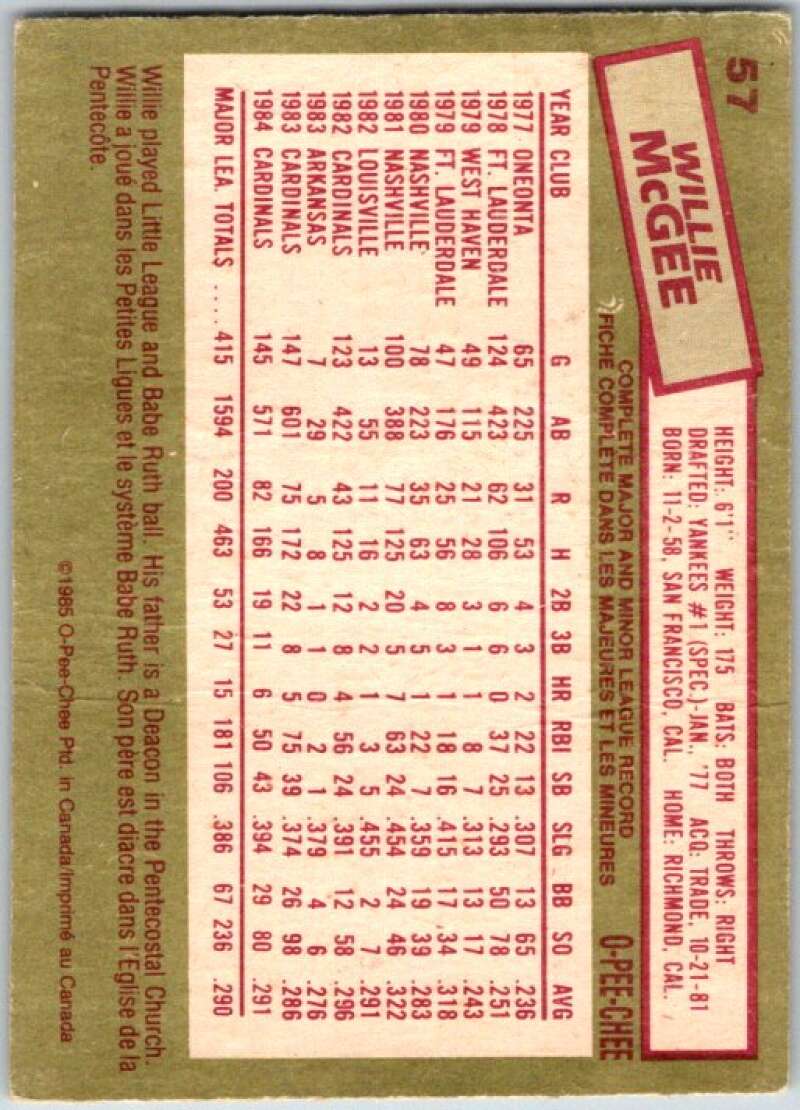 57
WILLIE
McGEE
HEIGHT: 6'1" WEIGHT: 175 BATS: BOTH THROWS: RIGHT
DRAFTED: YANKEES #1 (SPEC.)-JAN., '77 ACQ: TRADE, 10-21-81
BORN: 11-2-58, SAN FRANCISCO, CAL. HOME: RICHMOND, CAL.
COMPLETE MAJOR AND MINOR LEAGUE RECORD
FICHE COMPLÈTE DANS LES MAJEURES ET LES MINEURES
O-PEE-CHEE
YEAR CLUB G AB R H 2B 3B HR RBI SB SLG BB SO AVG
1977 ONEONTA 65 225 31 53 4 3 2 22 13 .307 13 65 .236
1978 FT. LAUDERDALE 124 423 62 106 6 6 0 37 25 .293 50 78 .251
1979 WEST HAVEN 49 115 21 28 3 1 1 8 7 .313 13 17 .243
1979 FT. LAUDERDALE 47 176 25 56 8 3 1 18 16 .415 17 34 .318
1980 NASHVILLE 78 223 35 63 4 5 1 22 7 .359 19 39 .283
1981 NASHVILLE 100 388 77 125 20 5 7 63 24 .454 24 46 .322
1982 LOUISVILLE 13 55 11 16 2 2 1 3 5 .455 2 7 .291
1982 CARDINALS 123 422 43 125 12 8 4 56 24 .391 12 58 .296
1983 ARKANSAS 7 29 5 8 1 1 0 2 1 .379 4 6 .276
1983 CARDINALS 147 601 75 172 22 8 5 75 39 .374 26 98 .286
1984 CARDINALS 145 571 82 166 19 11 6 50 43 .394 29 80 .291
MAJOR LEA. TOTALS .... 415 1594 200 463 53 27 15 181 106 .386 67 236 .290
Willie played Little League and Babe Ruth ball. His father is a Deacon in the Pentecostal Church.
Willie a joué dans les Petites Ligues et le système Babe Ruth. Son père est diacre dans l'Eglise de la
Pentecôte.
©1985 O-Pee-Chee Ptd. in Canada/Imprimé au Canada